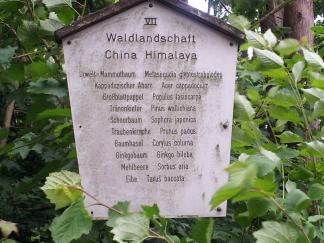 VII
Waldlandschaft
China Himalaya
Urwelt-Mammutbaum Metasequoia glyptostroboides
Kappadozischer Ahorn Acer cappadocicum
Großblattpappel Populus lasiocarpa
Tränenkiefer Pinus wallichiana
Schnurbaum Sophora japonica
Traubenkirsche Prunus padus
Baumhasel Corylus colurna
Ginkgobaum Ginkgo biloba
Mehlbeere Sorbus aria
Eibe Taxus baccata